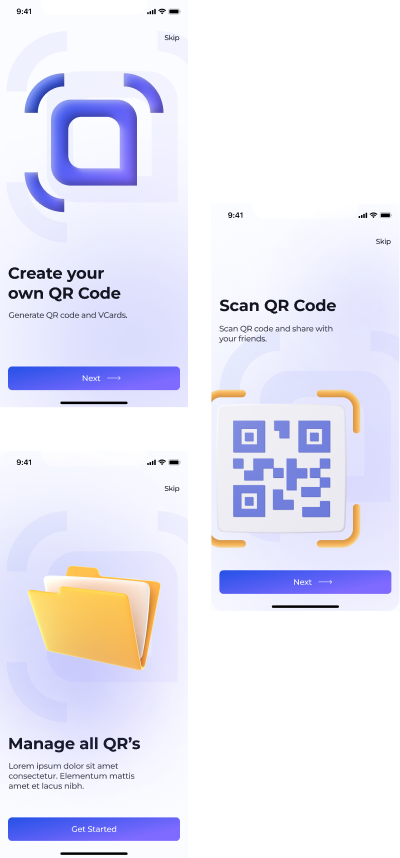 9:41
Skip
Create your
own QR Code
Generate QR code and VCards.
Next
9:41
Skip
Scan QR Code
Scan QR code and share with
your friends.
Next
9:41
Skip
Manage all QR's
Lorem ipsum dolor sit amet
consectetur. Elementum mattis
amet et lacus nibh.
Get Started